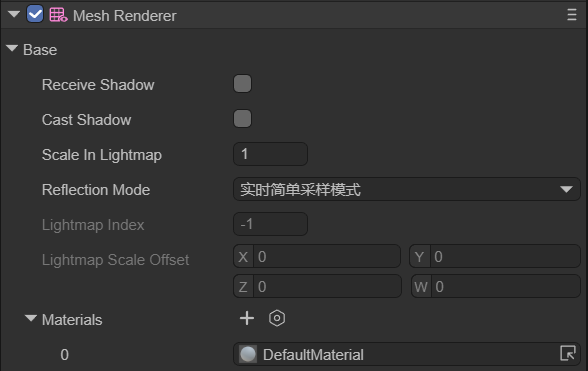 Mesh Renderer
Base
Receive Shadow
Cast Shadow
Scale In Lightmap 1
Reflection Mode 实时简单采样模式
Lightmap Index -1
Lightmap Scale Offset X 0 Y 0
Z 0 W 0
Materials
0 DefaultMaterial